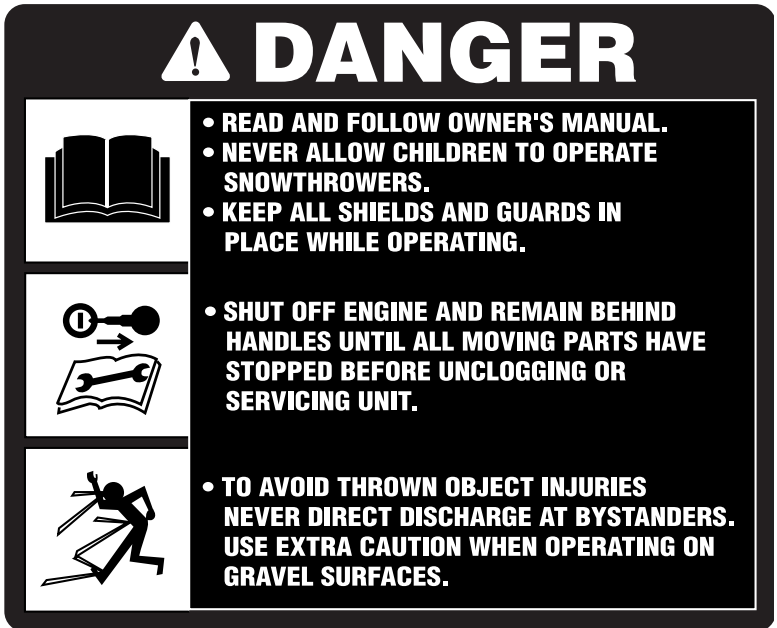 DANGER
• READ AND FOLLOW OWNER'S MANUAL.
• NEVER ALLOW CHILDREN TO OPERATE
SNOWTHROWERS.
• KEEP ALL SHIELDS AND GUARDS IN
PLACE WHILE OPERATING.
• SHUT OFF ENGINE AND REMAIN BEHIND
HANDLES UNTIL ALL MOVING PARTS HAVE
STOPPED BEFORE UNCLOGGING OR
SERVICING UNIT.
• TO AVOID THROWN OBJECT INJURIES
NEVER DIRECT DISCHARGE AT BYSTANDERS.
USE EXTRA CAUTION WHEN OPERATING ON
GRAVEL SURFACES.